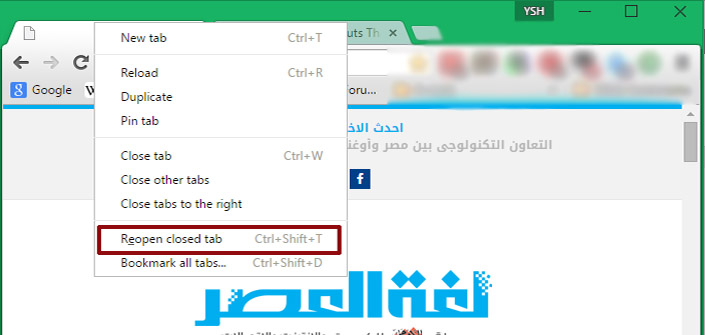 YSH
uts Th
New tab Ctrl+T
Reload Ctrl+R
Duplicate
Pin tab
Google
W
oru...
Close tab Ctrl+W
Close other tabs
Close tabs to the right
Reopen closed tab Ctrl+Shift+T
Bookmark all tabs... Ctrl+Shift+D
احدث الاخ
التعاون التكنولوجى بين مصر وأوغن
f
لغة العصر